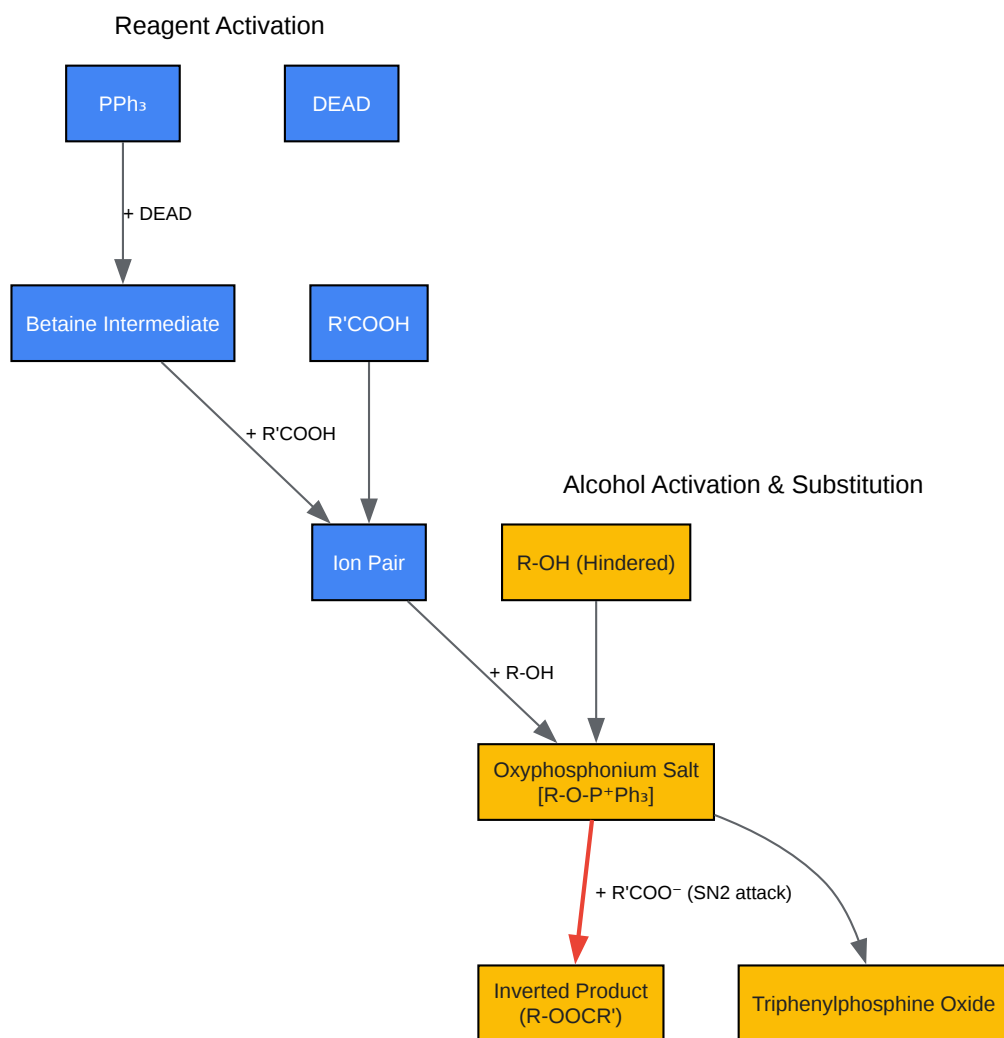 Reagent Activation
PPh₃
DEAD
+ DEAD
Betaine Intermediate
R'COOH
+ R'COOH
Alcohol Activation & Substitution
Ion Pair
R-OH (Hindered)
+ R-OH
Oxyphosphonium Salt
[R-O-P⁺Ph₃]
+ R'COO⁻ (SN2 attack)
Inverted Product
(R-OOCR')
Triphenylphosphine Oxide